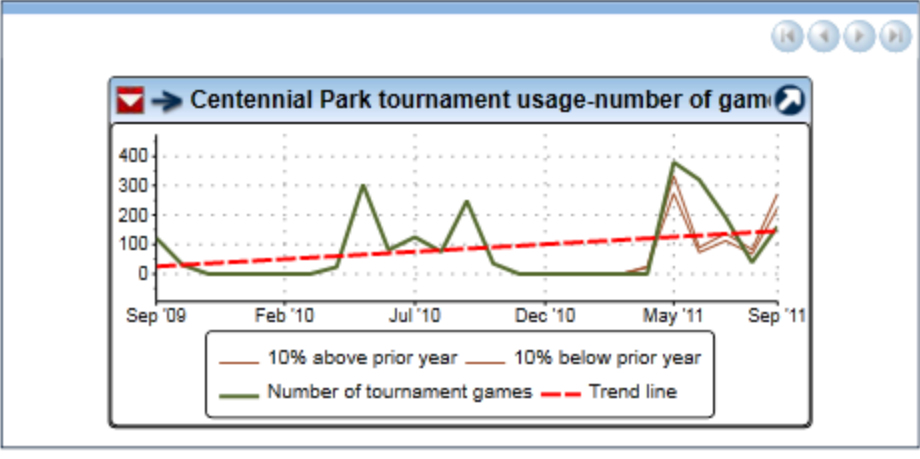 Centennial Park tournament usage-number of gam
400
300
200
100
0
Sep '09 Feb '10 Jul '10 Dec '10 May '11 Sep '11
10% above prior year 10% below prior year
Number of tournament games Trend line